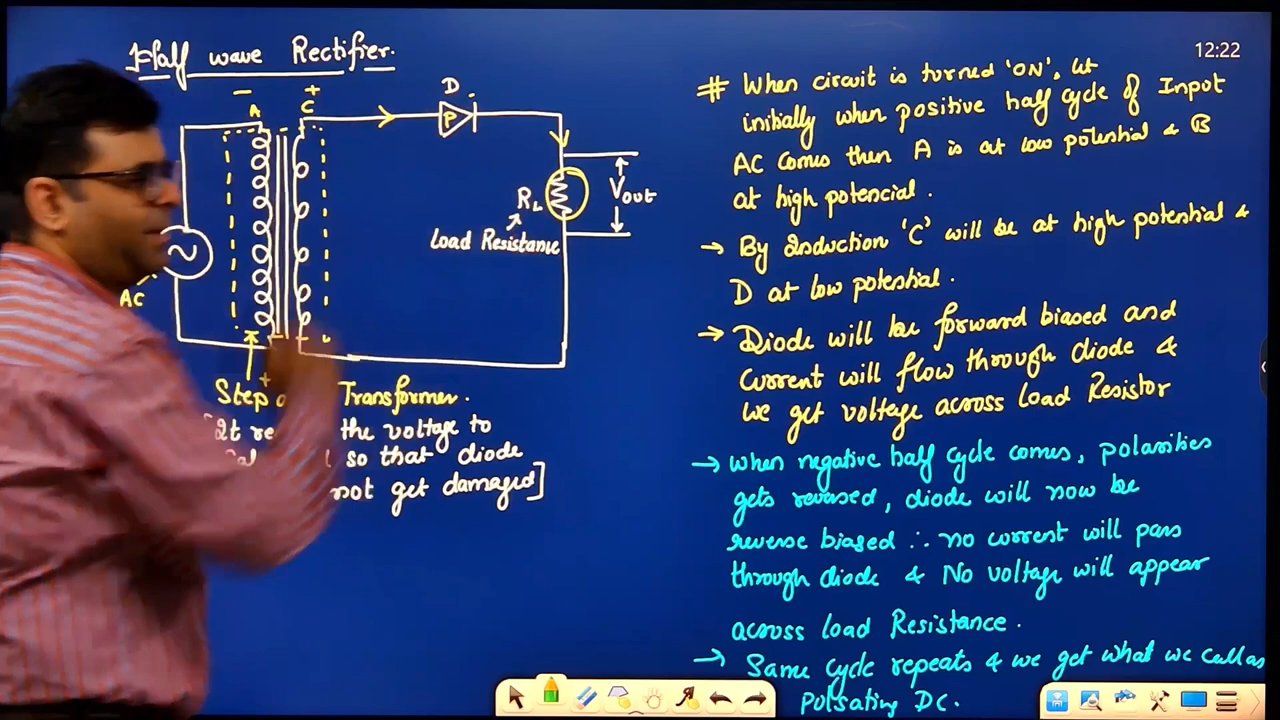 Half wave Rectifier.
12:22
- +
A C
D
P
RL
Load Resistance
Vout
AC
+
Step Transformer.
the voltage to
so that diode
not get damaged]
# When circuit is turned 'ON', let
initially when positive half cycle of Input
AC comes then A is at low potential & B
at high potencial.
→ By Induction 'C' will be at high potential &
D at low potential.
→ Diode will be forward biased and
current will flow through diode &
we get voltage across load Resistor
→ When negative half cycle comes, polarities
gets reversed, diode will now be
reverse biased ∴ no current will pass
through diode & No voltage will appear
across load Resistance.
→ Same cycle repeats & we get what we call as
Pulsating DC.